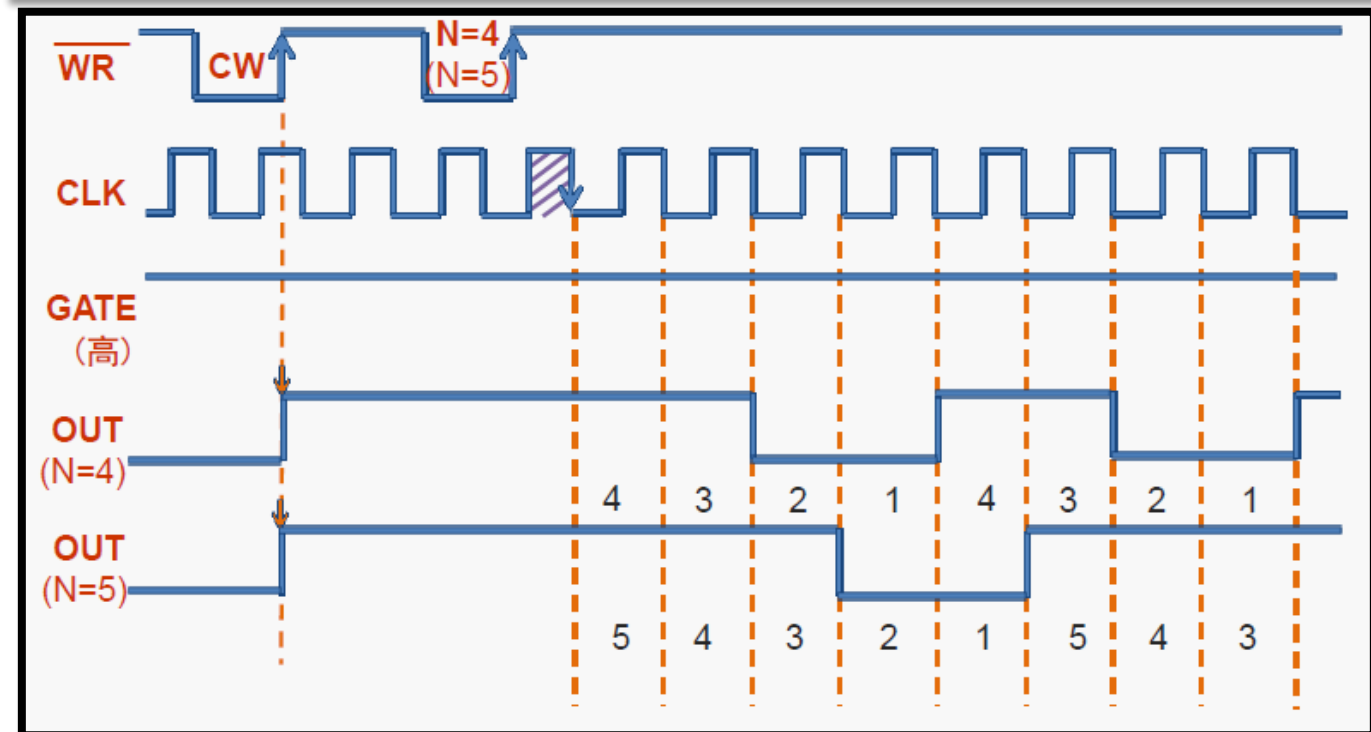 WR
CW
N=4
(N=5)
CLK
GATE
(高)
OUT
(N=4)
4 3 2 1 4 3 2 1
OUT
(N=5)
5 4 3 2 1 5 4 3